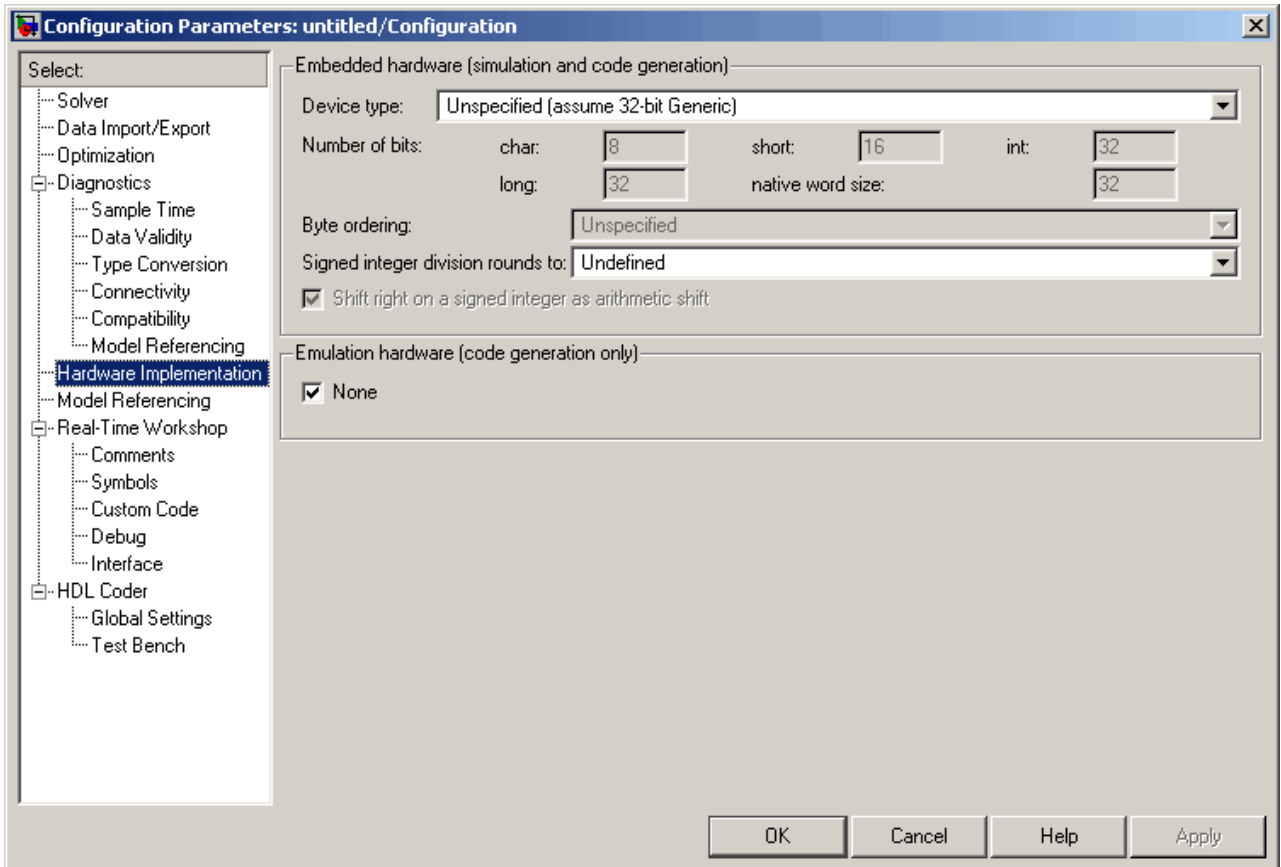 Configuration Parameters: untitled/Configuration
Select:
Solver
Data Import/Export
Optimization
Diagnostics
Sample Time
Data Validity
Type Conversion
Connectivity
Compatibility
Model Referencing
Hardware Implementation
Model Referencing
Real-Time Workshop
Comments
Symbols
Custom Code
Debug
Interface
HDL Coder
Global Settings
Test Bench
Embedded hardware (simulation and code generation)
Device type: Unspecified (assume 32-bit Generic)
Number of bits: char: 8 short: 16 int: 32
long: 32 native word size: 32
Byte ordering: Unspecified
Signed integer division rounds to: Undefined
Shift right on a signed integer as arithmetic shift
Emulation hardware (code generation only)
None
OK Cancel Help Apply